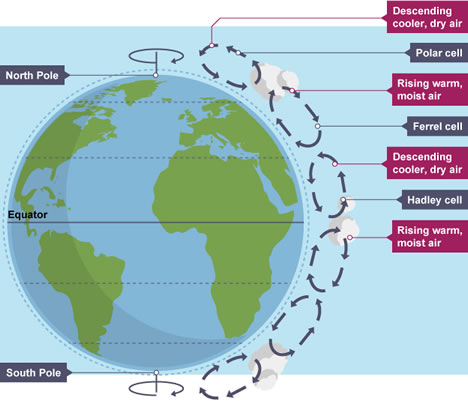 Descending
cooler, dry air
Polar cell
North Pole
Rising warm,
moist air
Ferrel cell
Descending
cooler, dry air
Hadley cell
Equator
Rising warm,
moist air
South Pole